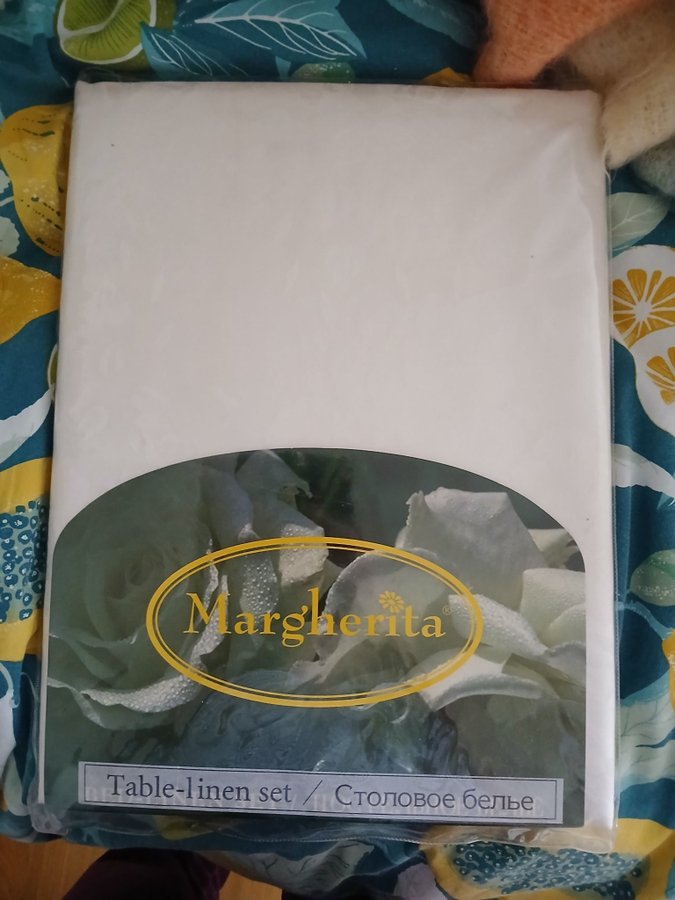 Margherita®
Table-linen set / Столовое белье